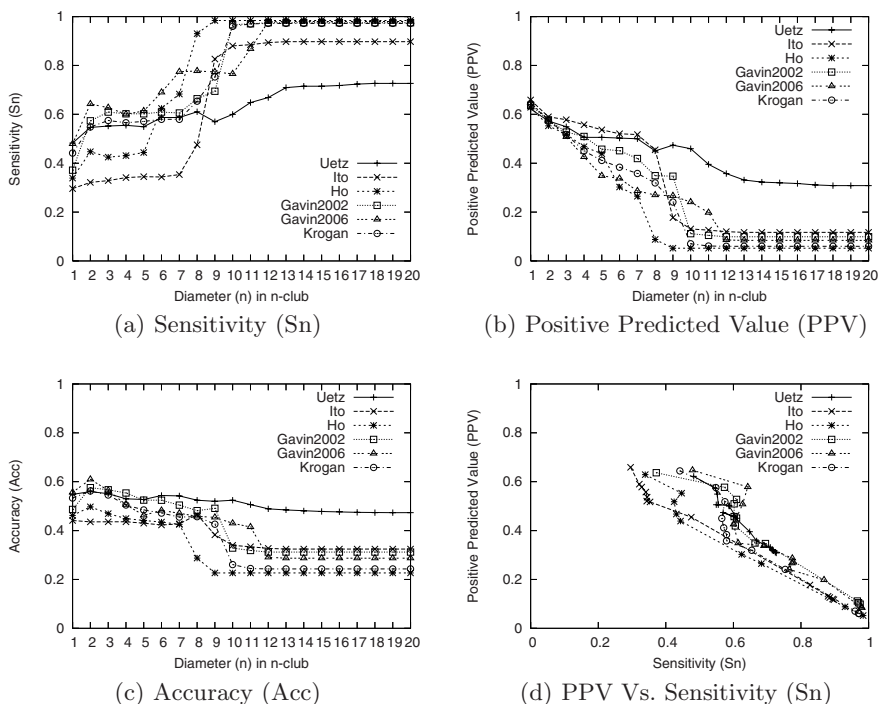 1
0.8
0.6
0.4
0.2
0
Sensitivity (Sn)
Uetz
Ito
Ho
Gavin2002
Gavin2006
Krogan
1 2 3 4 5 6 7 8 9 10 11 12 13 14 15 16 17 18 19 20
Diameter (n) in n-club
(a) Sensitivity (Sn)
1
0.8
0.6
0.4
0.2
0
Positive Predicted Value (PPV)
Uetz
Ito
Ho
Gavin2002
Gavin2006
Krogan
1 2 3 4 5 6 7 8 9 10 11 12 13 14 15 16 17 18 19 20
Diameter (n) in n-club
(b) Positive Predicted Value (PPV)
1
0.8
0.6
0.4
0.2
0
Accuracy (Acc)
Uetz
Ito
Ho
Gavin2002
Gavin2006
Krogan
1 2 3 4 5 6 7 8 9 10 11 12 13 14 15 16 17 18 19 20
Diameter (n) in n-club
(c) Accuracy (Acc)
1
0.8
0.6
0.4
0.2
0
Positive Predicted Value (PPV)
Uetz
Ito
Ho
Gavin2002
Gavin2006
Krogan
0 0.2 0.4 0.6 0.8 1
Sensitivity (Sn)
(d) PPV Vs. Sensitivity (Sn)